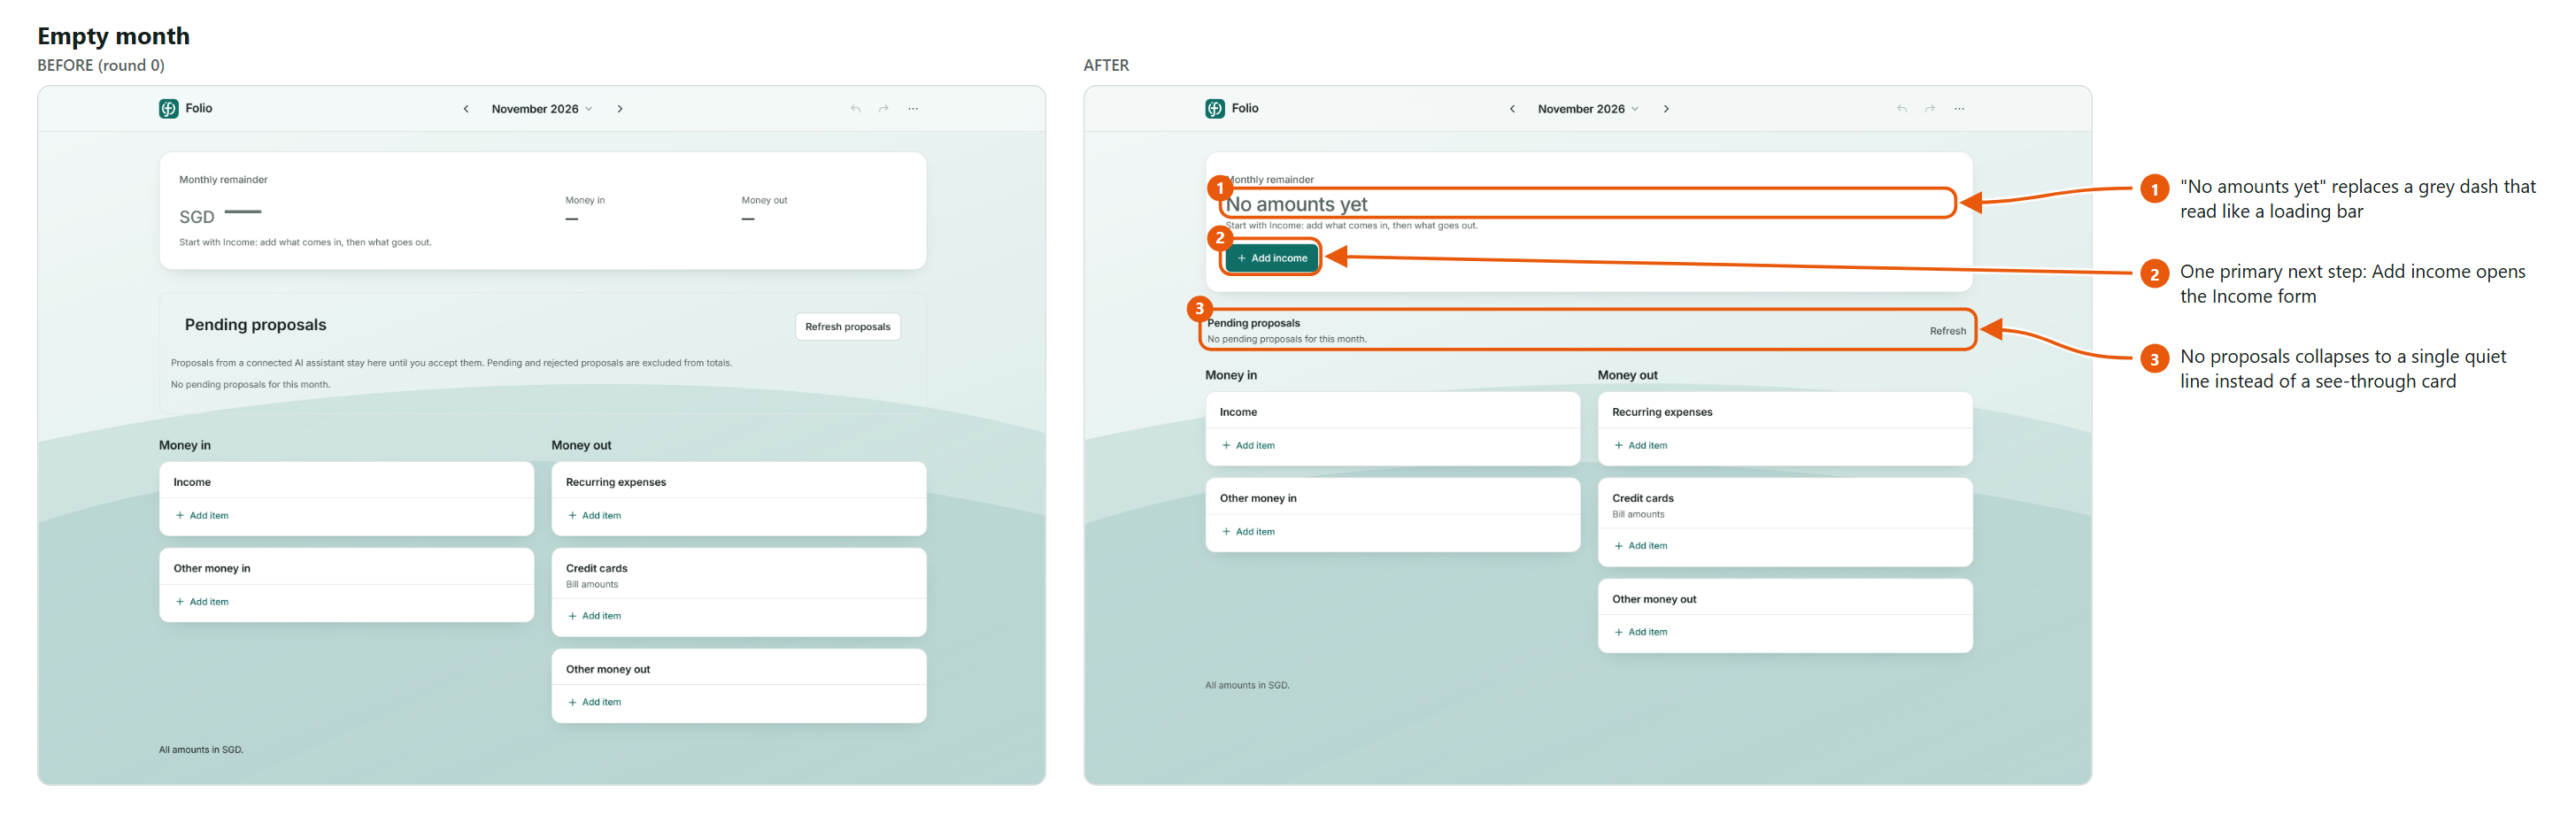 Empty month
BEFORE (round 0)
Folio
November 2026
Monthly remainder
SGD —
Money in
—
Money out
—
Start with Income: add what comes in, then what goes out.
Pending proposals
Refresh proposals
Proposals from a connected AI assistant stay here until you accept them. Pending and rejected proposals are excluded from totals.
No pending proposals for this month.
Money in
Income
+ Add item
Other money in
+ Add item
Money out
Recurring expenses
+ Add item
Credit cards
Bill amounts
+ Add item
Other money out
+ Add item
All amounts in SGD.
AFTER
Folio
November 2026
Monthly remainder
1
No amounts yet
Start with Income: add what comes in, then what goes out.
2
+ Add income
3
Pending proposals
No pending proposals for this month.
Refresh
Money in
Income
+ Add item
Other money in
+ Add item
Money out
Recurring expenses
+ Add item
Credit cards
Bill amounts
+ Add item
Other money out
+ Add item
All amounts in SGD.
1 "No amounts yet" replaces a grey dash that
read like a loading bar
2 One primary next step: Add income opens
the Income form
3 No proposals collapses to a single quiet
line instead of a see-through card